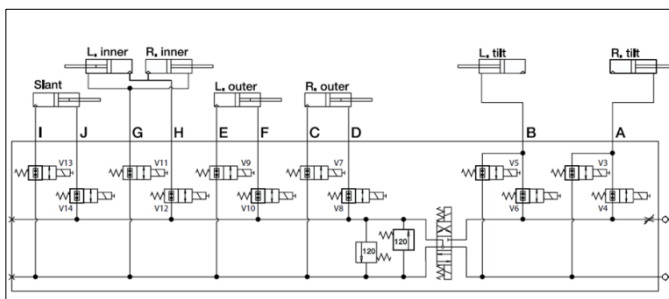 L. inner R. inner
L. tilt R. tilt
Slant
L. outer R. outer
I J G H E F C D B A
V13 V11 V9 V7 V5 V3
V14 V12 V10 V8 V6 V4
120
120